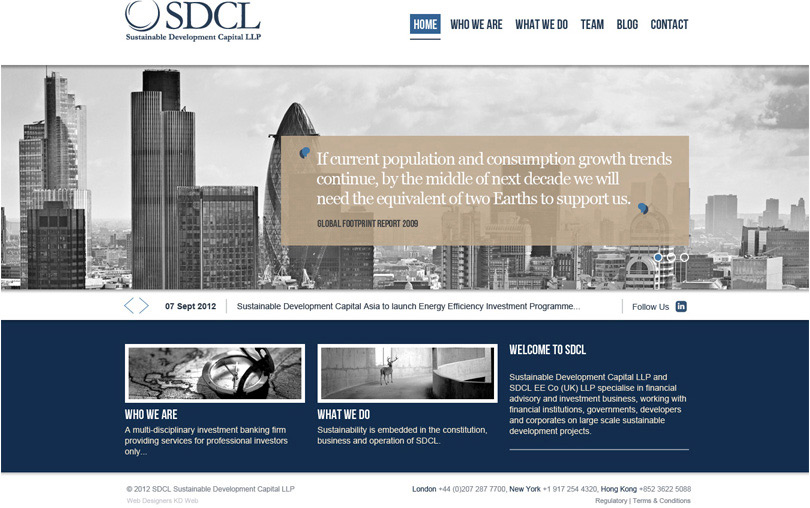 SDCL
Sustainable Development Capital LLP
HOME WHO WE ARE WHAT WE DO TEAM BLOG CONTACT
If current population and consumption growth trends
continue, by the middle of next decade we will
need the equivalent of two Earths to support us.
GLOBAL FOOTPRINT REPORT 2009
07 Sept 2012 Sustainable Development Capital Asia to launch Energy Efficiency Investment Programme... Follow Us in
WHO WE ARE
A multi-disciplinary investment banking firm
providing services for professional investors
only...
WHAT WE DO
Sustainability is embedded in the constitution,
business and operation of SDCL.
WELCOME TO SDCL
Sustainable Development Capital LLP and
SDCL EE Co (UK) LLP specialise in financial
advisory and investment business, working with
financial institutions, governments, developers
and corporates on large scale sustainable
development projects.
© 2012 SDCL Sustainable Development Capital LLP
Web Designers KD Web
London +44 (0)207 287 7700, New York +1 917 254 4320, Hong Kong +852 3622 5088
Regulatory | Terms & Conditions